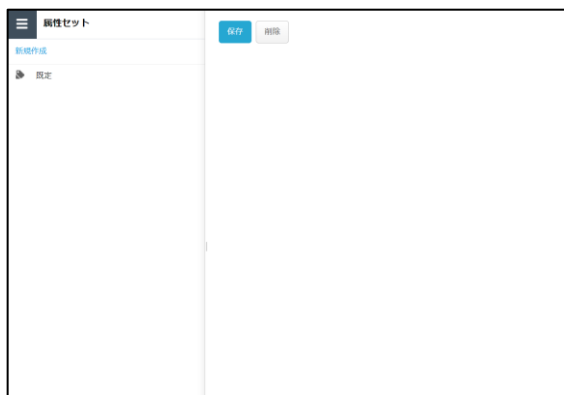 属性セット
新規作成
既定
保存 削除